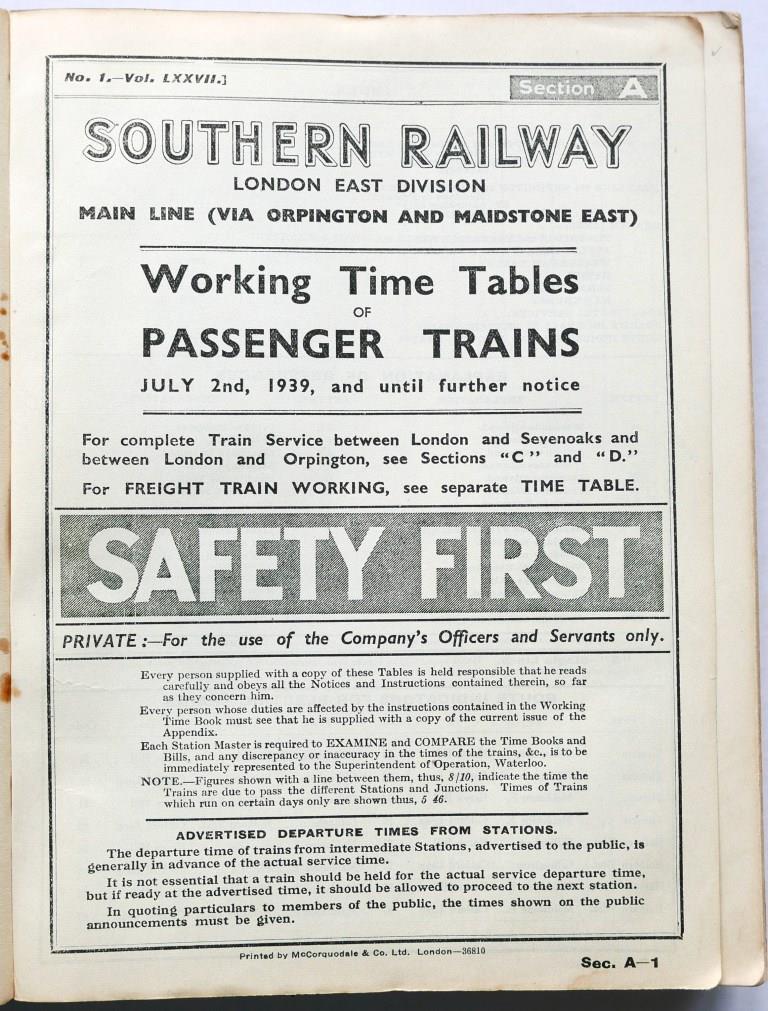 No. 1.—Vol. LXXVII.]
Section A
SOUTHERN RAILWAY
LONDON EAST DIVISION
MAIN LINE (VIA ORPINGTON AND MAIDSTONE EAST)
Working Time Tables
OF
PASSENGER TRAINS
JULY 2nd, 1939, and until further notice
For complete Train Service between London and Sevenoaks and
between London and Orpington, see Sections “C” and “D.”
For FREIGHT TRAIN WORKING, see separate TIME TABLE.
SAFETY FIRST
PRIVATE :—For the use of the Company's Officers and Servants only.
Every person supplied with a copy of these Tables is held responsible that he reads
carefully and obeys all the Notices and Instructions contained therein, so far
as they concern him.
Every person whose duties are affected by the instructions contained in the Working
Time Book must see that he is supplied with a copy of the current issue of the
Appendix.
Each Station Master is required to EXAMINE and COMPARE the Time Books and
Bills, and any discrepancy or inaccuracy in the times of the trains, &c., is to be
immediately represented to the Superintendent of Operation, Waterloo.
NOTE.—Figures shown with a line between them, thus, 8/10, indicate the time the
Trains are due to pass the different Stations and Junctions. Times of Trains
which run on certain days only are shown thus, 5 46.
ADVERTISED DEPARTURE TIMES FROM STATIONS.
The departure time of trains from intermediate Stations, advertised to the public, is
generally in advance of the actual service time.
It is not essential that a train should be held for the actual service departure time,
but if ready at the advertised time, it should be allowed to proceed to the next station.
In quoting particulars to members of the public, the times shown on the public
announcements must be given.
Printed by McCorquodale & Co. Ltd. London—36810
Sec. A—1